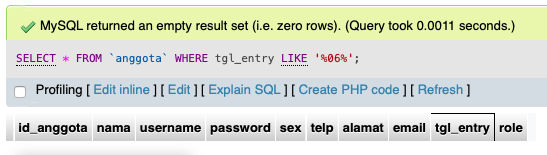 MySQL returned an empty result set (i.e. zero rows). (Query took 0.0011 seconds.)
SELECT * FROM `anggota` WHERE tgl_entry LIKE '%06%';
Profiling [ Edit inline ] [ Edit ] [ Explain SQL ] [ Create PHP code ] [ Refresh ]
id_anggota nama username password sex telp alamat email tgl_entry role